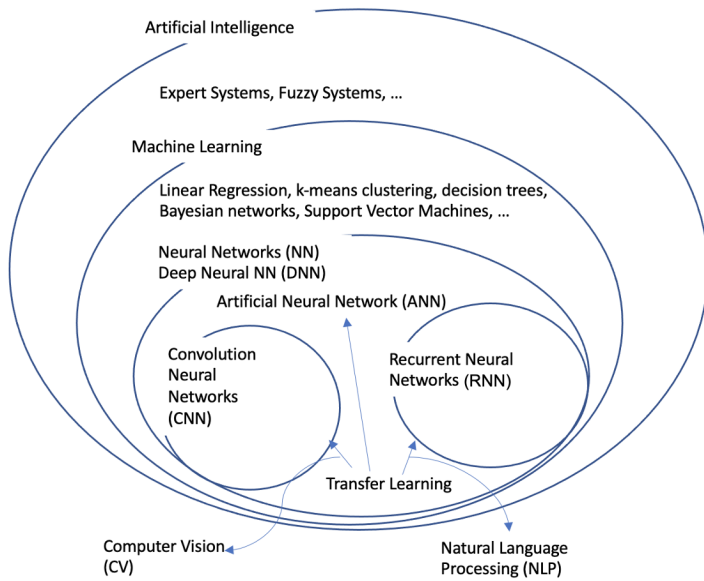 Artificial Intelligence
Expert Systems, Fuzzy Systems, ...
Machine Learning
Linear Regression, k-means clustering, decision trees,
Bayesian networks, Support Vector Machines, ...
Neural Networks (NN)
Deep Neural NN (DNN)
Artificial Neural Network (ANN)
Convolution
Neural
Networks
(CNN)
Recurrent Neural
Networks (RNN)
Transfer Learning
Computer Vision
(CV)
Natural Language
Processing (NLP)